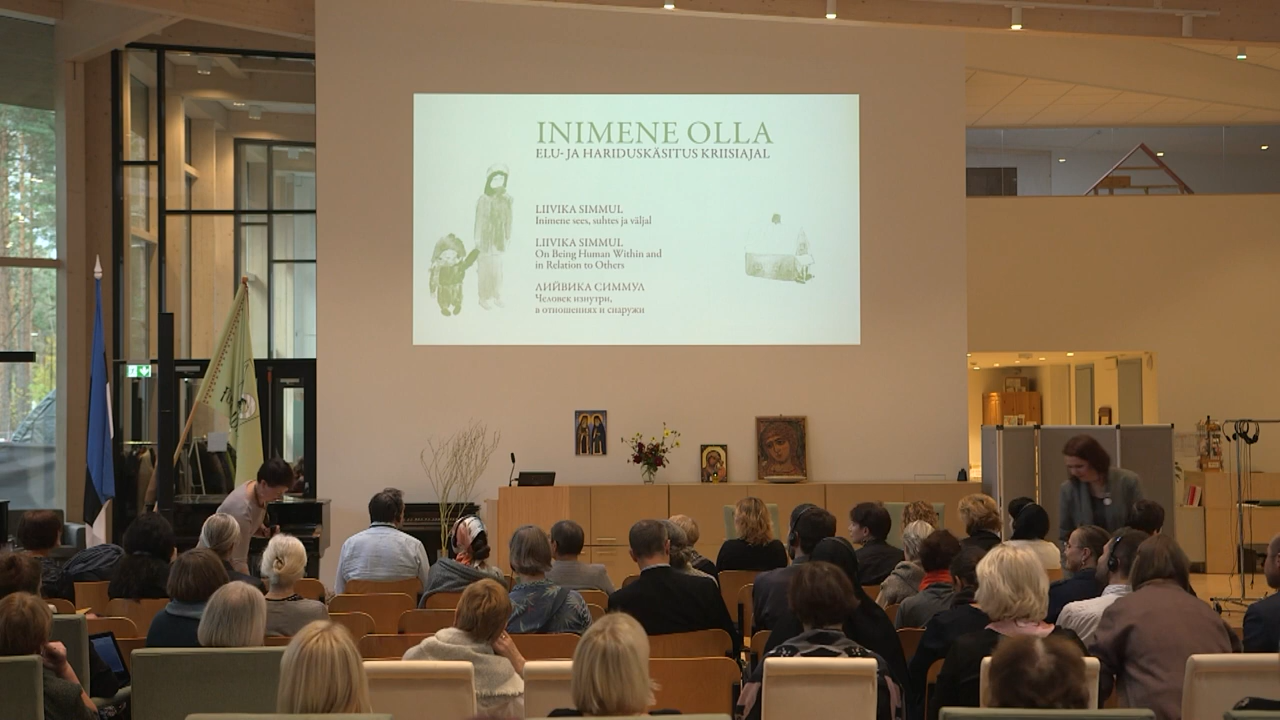 INIMENE OLLA
ELU- JA HARIDUSKÄSITUS KRIISIAJAL
LIIVIKA SIMMUL
Inimene sees, suhtes ja väljal
LIIVIKA SIMMUL
On Being Human Within and
in Relation to Others
ЛИЙВИКА СИММУЛ
Человек изнутри,
в отношениях и снаружи